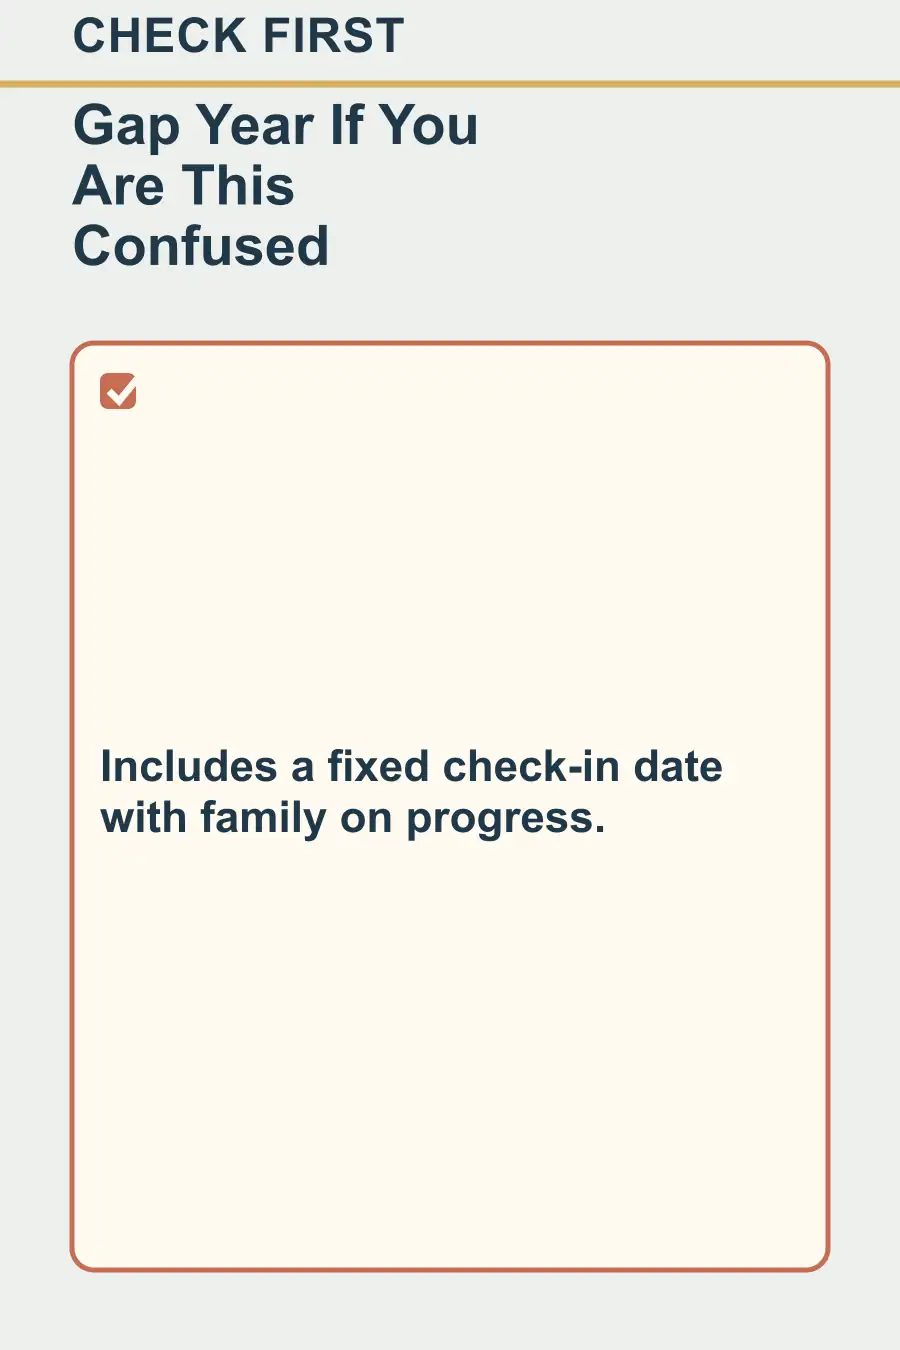 CHECK FIRST
Gap Year If You
Are This
Confused
Includes a fixed check-in date
with family on progress.